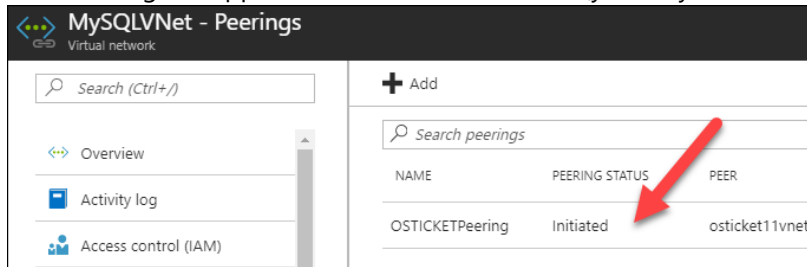 MySQLVNet - Peerings
Virtual network
Search (Ctrl+/)
Overview
Activity log
Access control (IAM)
Add
Search peerings
NAME PEERING STATUS PEER
OSTICKETPeering Initiated osticket11vnet